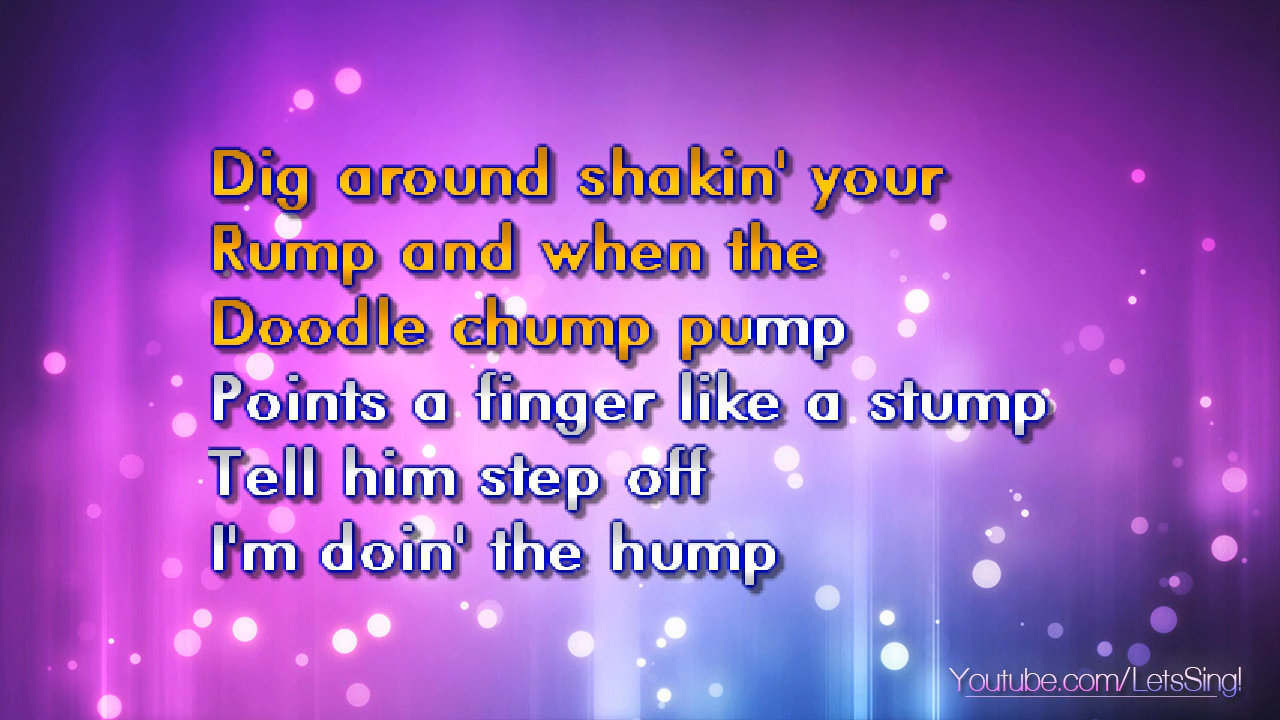 Dig around shakin' your
Rump and when the
Doodle chump pump
Points a finger like a stump
Tell him step off
I'm doin' the hump
Youtube.com/LetsSing!